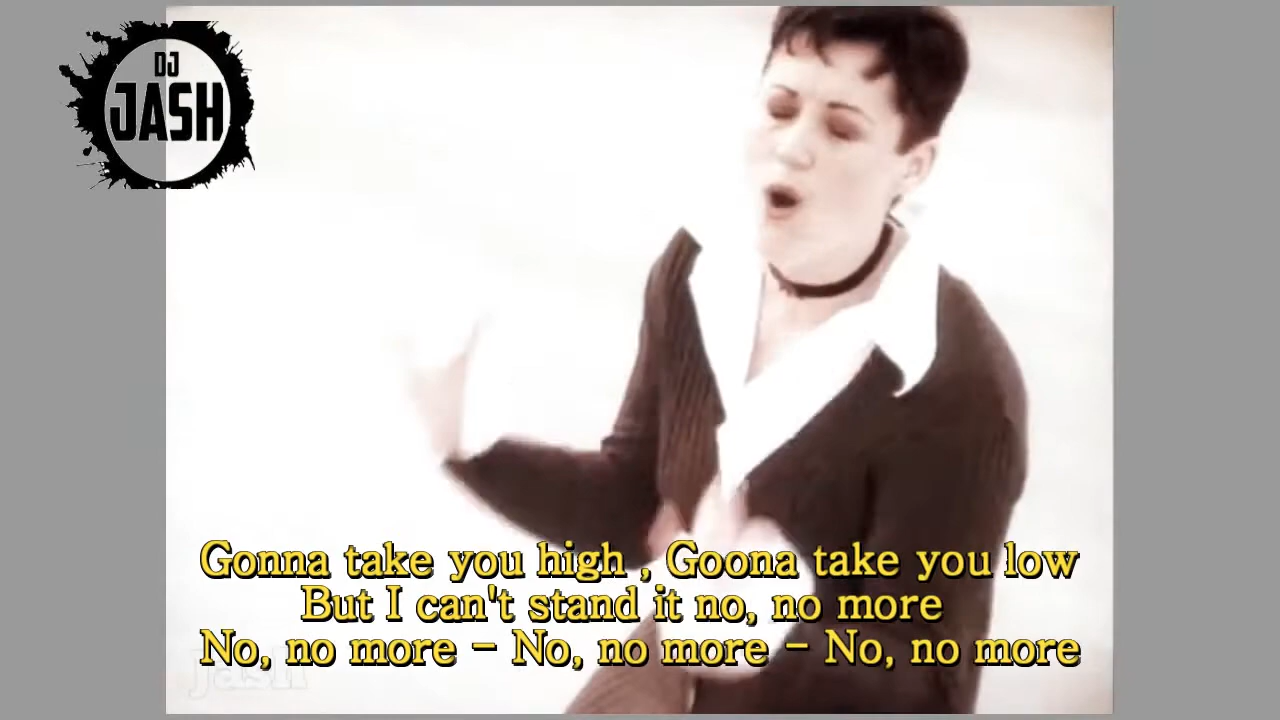 DJ
JASH
Gonna take you high , Goona take you low
But I can't stand it no, no more
No, no more - No, no more - No, no more
Jash